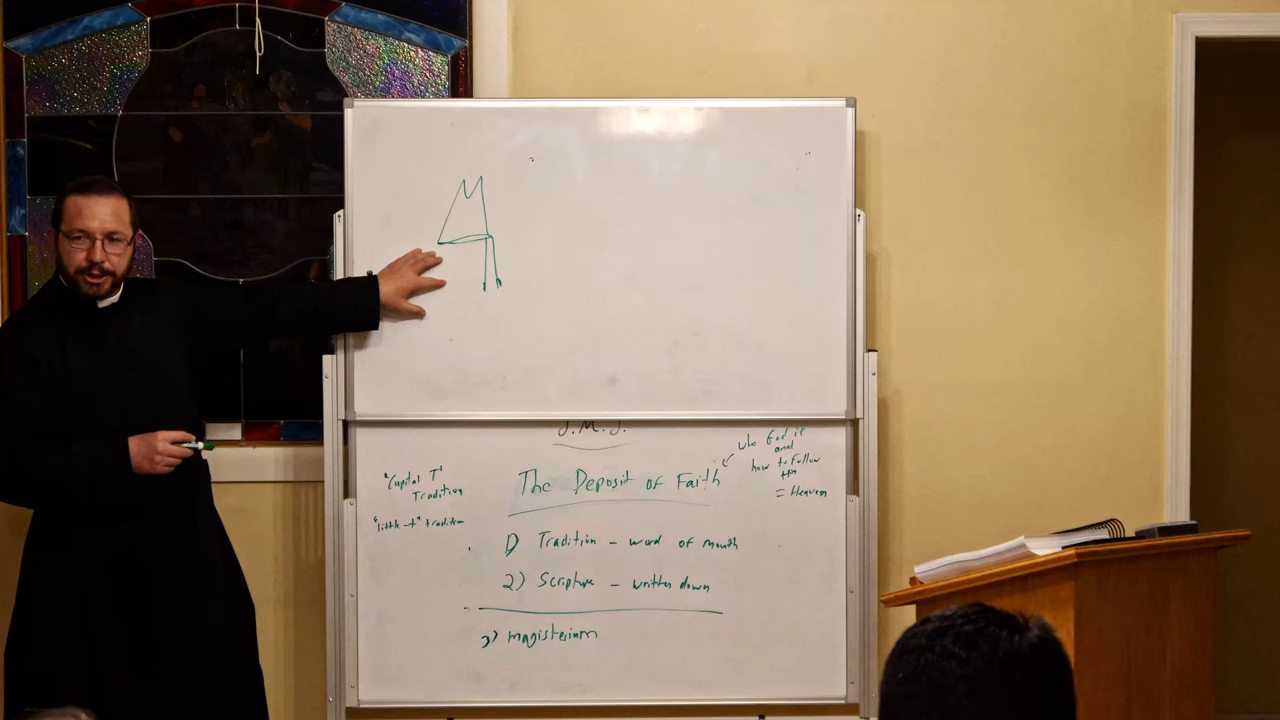 J.M.J.
"Capital T"
Tradition
"little-t" tradition
The Deposit of Faith
who God is
and
how to follow
Him
= Heaven
1) Tradition - word of mouth
2) Scripture - written down
3) magisterium